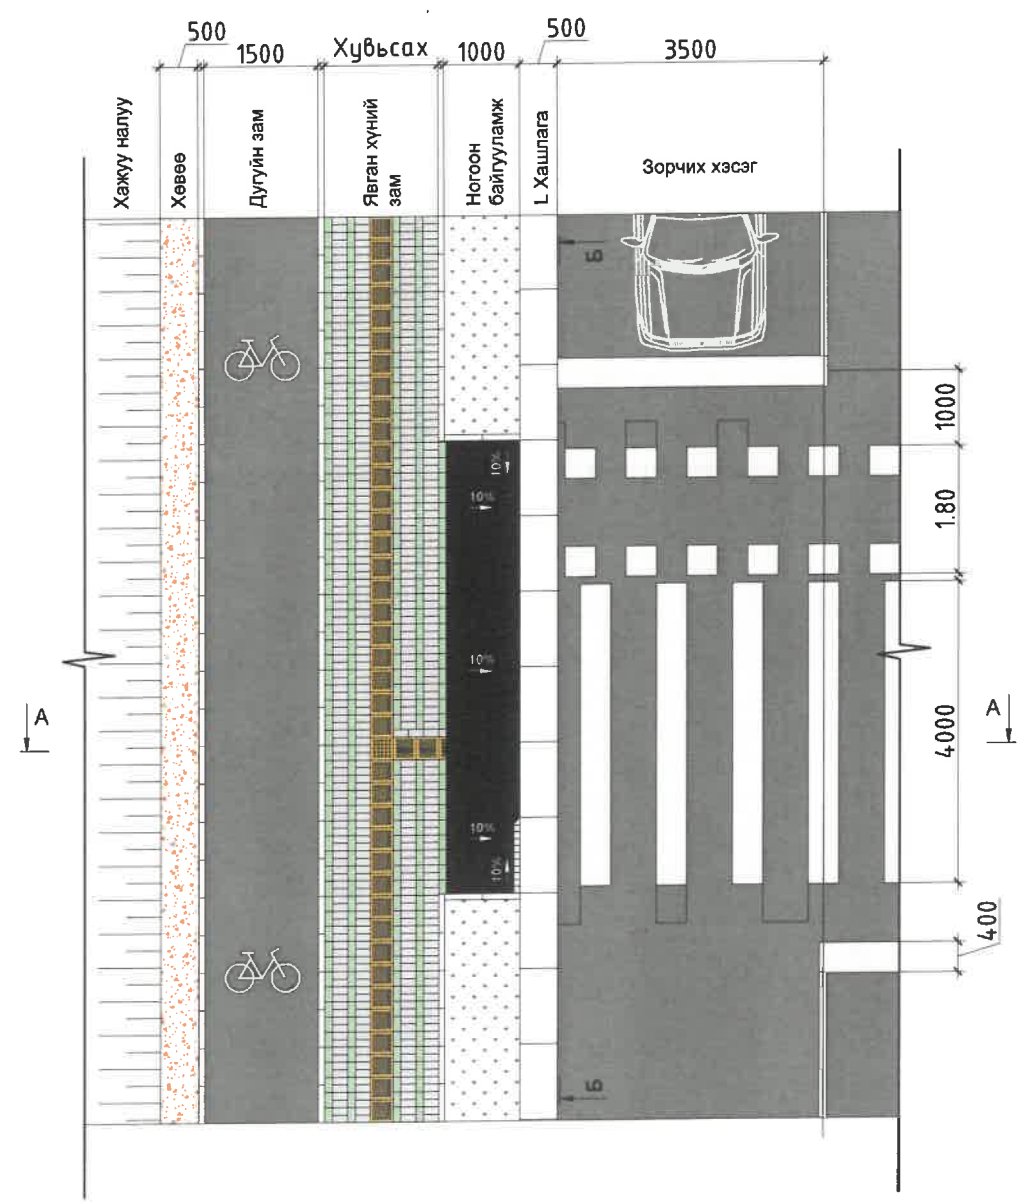 500
1500
Хувьсах
1000
500
3500
Хажуу налуу
Хөвөө
Дугуйн зам
Явган хүний
зам
Ногоон
байгууламж
L Хашлага
Зорчих хэсэг
Б
1000
10%
10%
1.80
10%
А
А
4000
10%
10%
400
Б